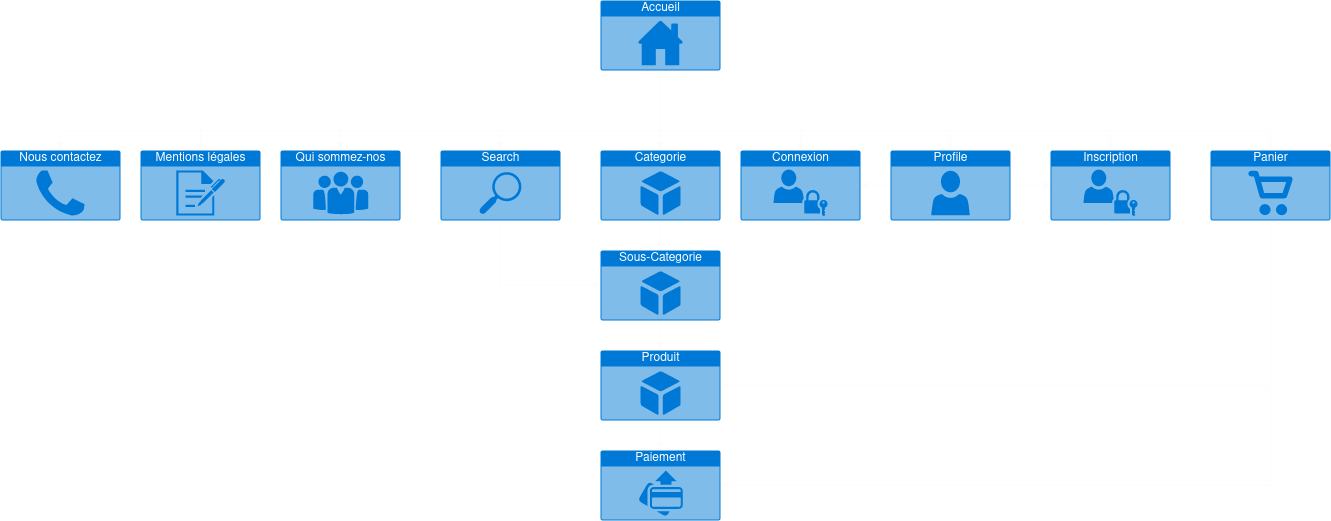 Accueil
Nous contactez
Mentions légales
Qui sommez-nos
Search
Categorie
Connexion
Profile
Inscription
Panier
Sous-Categorie
Produit
Paiement